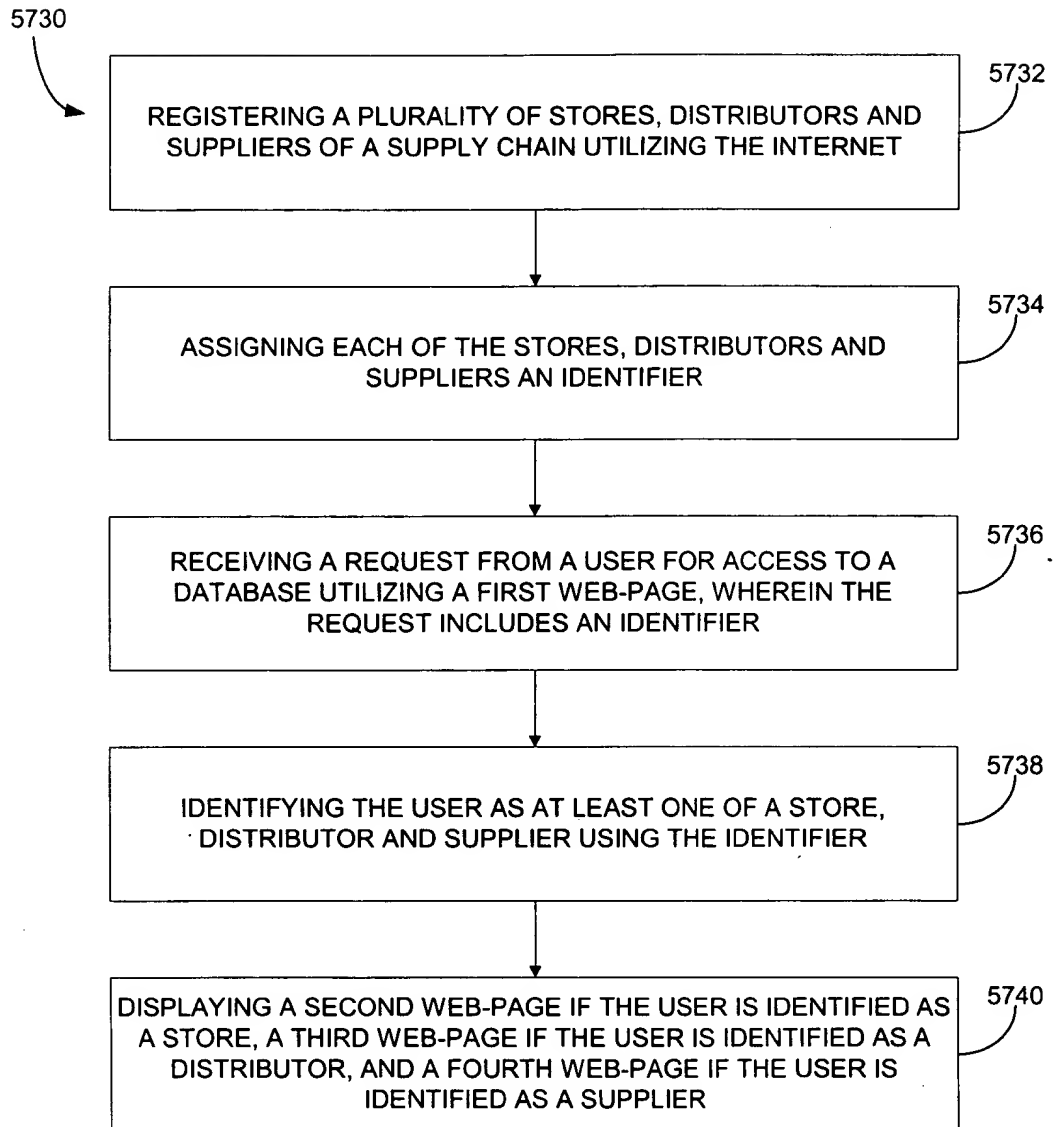 5730
5732
REGISTERING A PLURALITY OF STORES, DISTRIBUTORS AND
SUPPLIERS OF A SUPPLY CHAIN UTILIZING THE INTERNET
5734
ASSIGNING EACH OF THE STORES, DISTRIBUTORS AND
SUPPLIERS AN IDENTIFIER
5736
RECEIVING A REQUEST FROM A USER FOR ACCESS TO A
DATABASE UTILIZING A FIRST WEB-PAGE, WHEREIN THE
REQUEST INCLUDES AN IDENTIFIER
5738
IDENTIFYING THE USER AS AT LEAST ONE OF A STORE,
DISTRIBUTOR AND SUPPLIER USING THE IDENTIFIER
5740
DISPLAYING A SECOND WEB-PAGE IF THE USER IS IDENTIFIED AS
A STORE, A THIRD WEB-PAGE IF THE USER IS IDENTIFIED AS A
DISTRIBUTOR, AND A FOURTH WEB-PAGE IF THE USER IS
IDENTIFIED AS A SUPPLIER